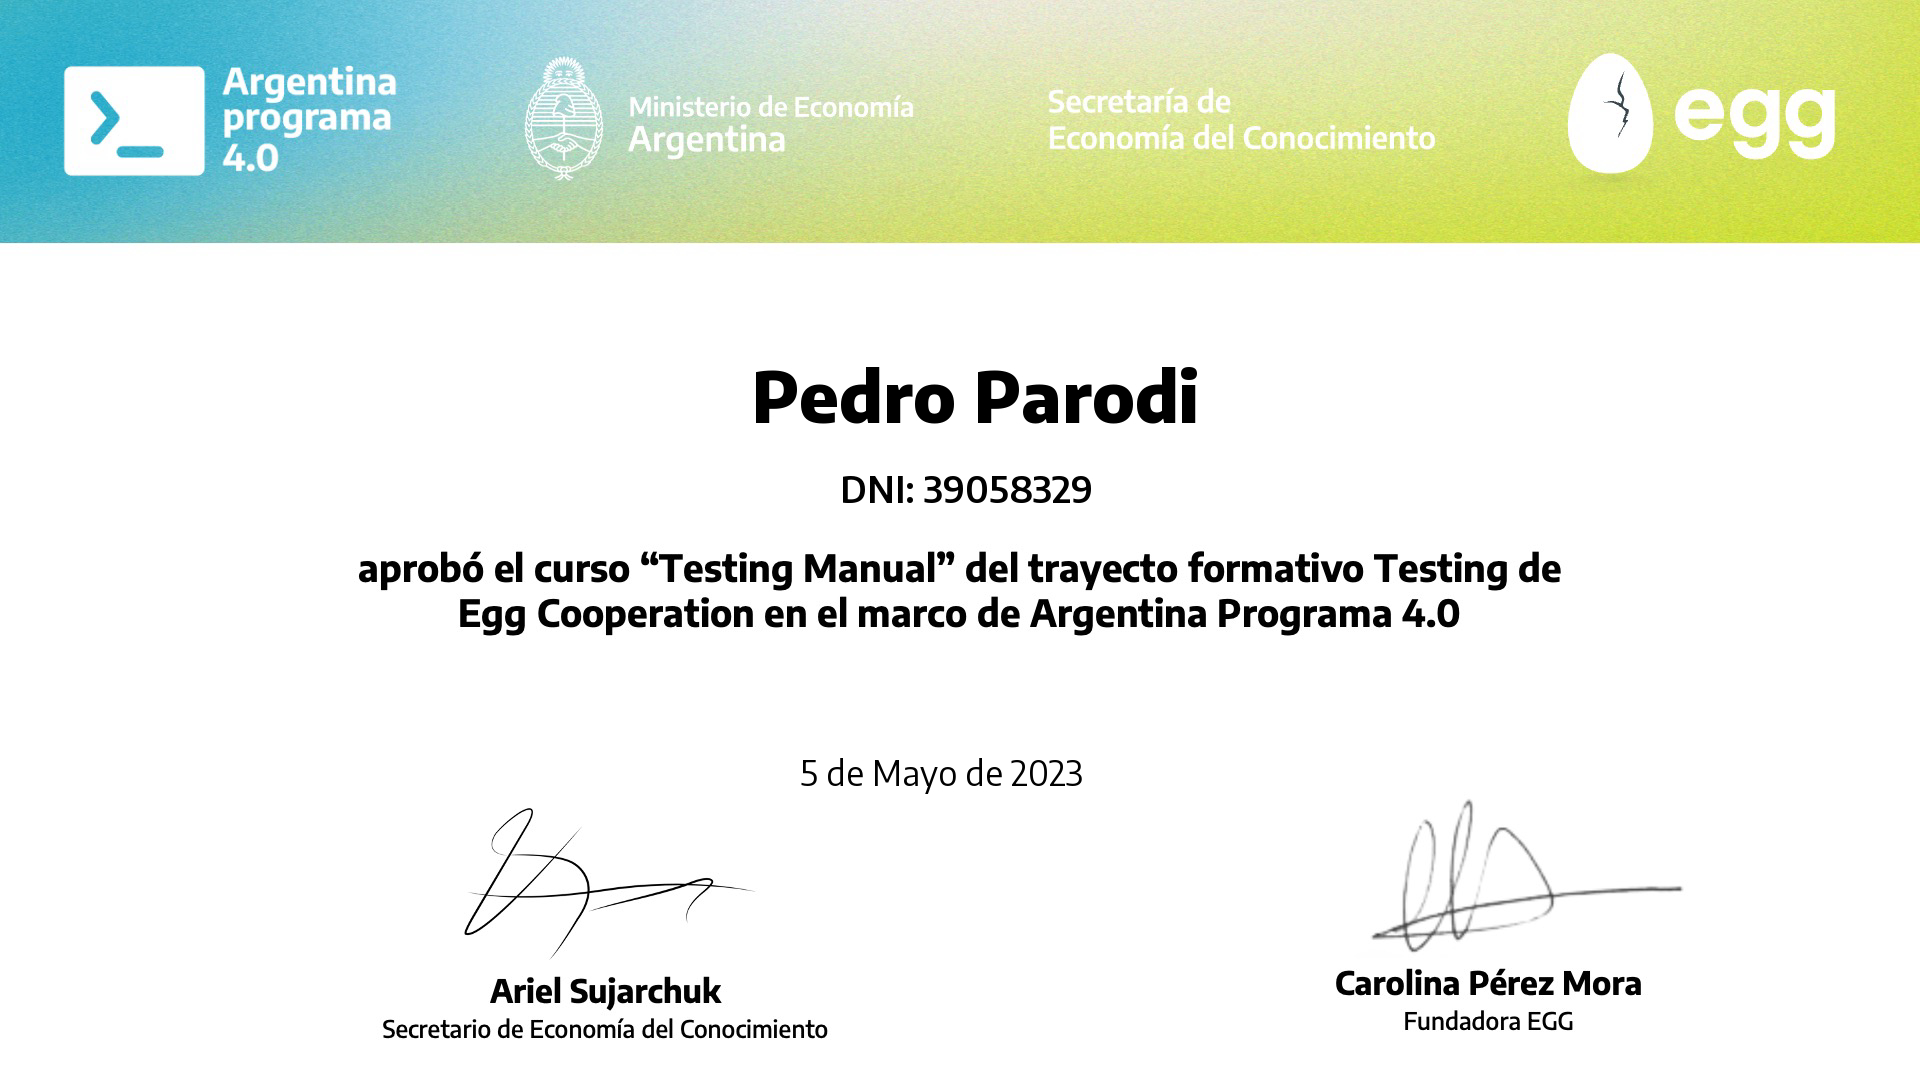 Argentina
programa
4.0
Ministerio de Economía
Argentina
Secretaría de
Economía del Conocimiento
egg
Pedro Parodi
DNI: 39058329
aprobó el curso “Testing Manual” del trayecto formativo Testing de
Egg Cooperation en el marco de Argentina Programa 4.0
5 de Mayo de 2023
Ariel Sujarchuk
Secretario de Economía del Conocimiento
Carolina Pérez Mora
Fundadora EGG